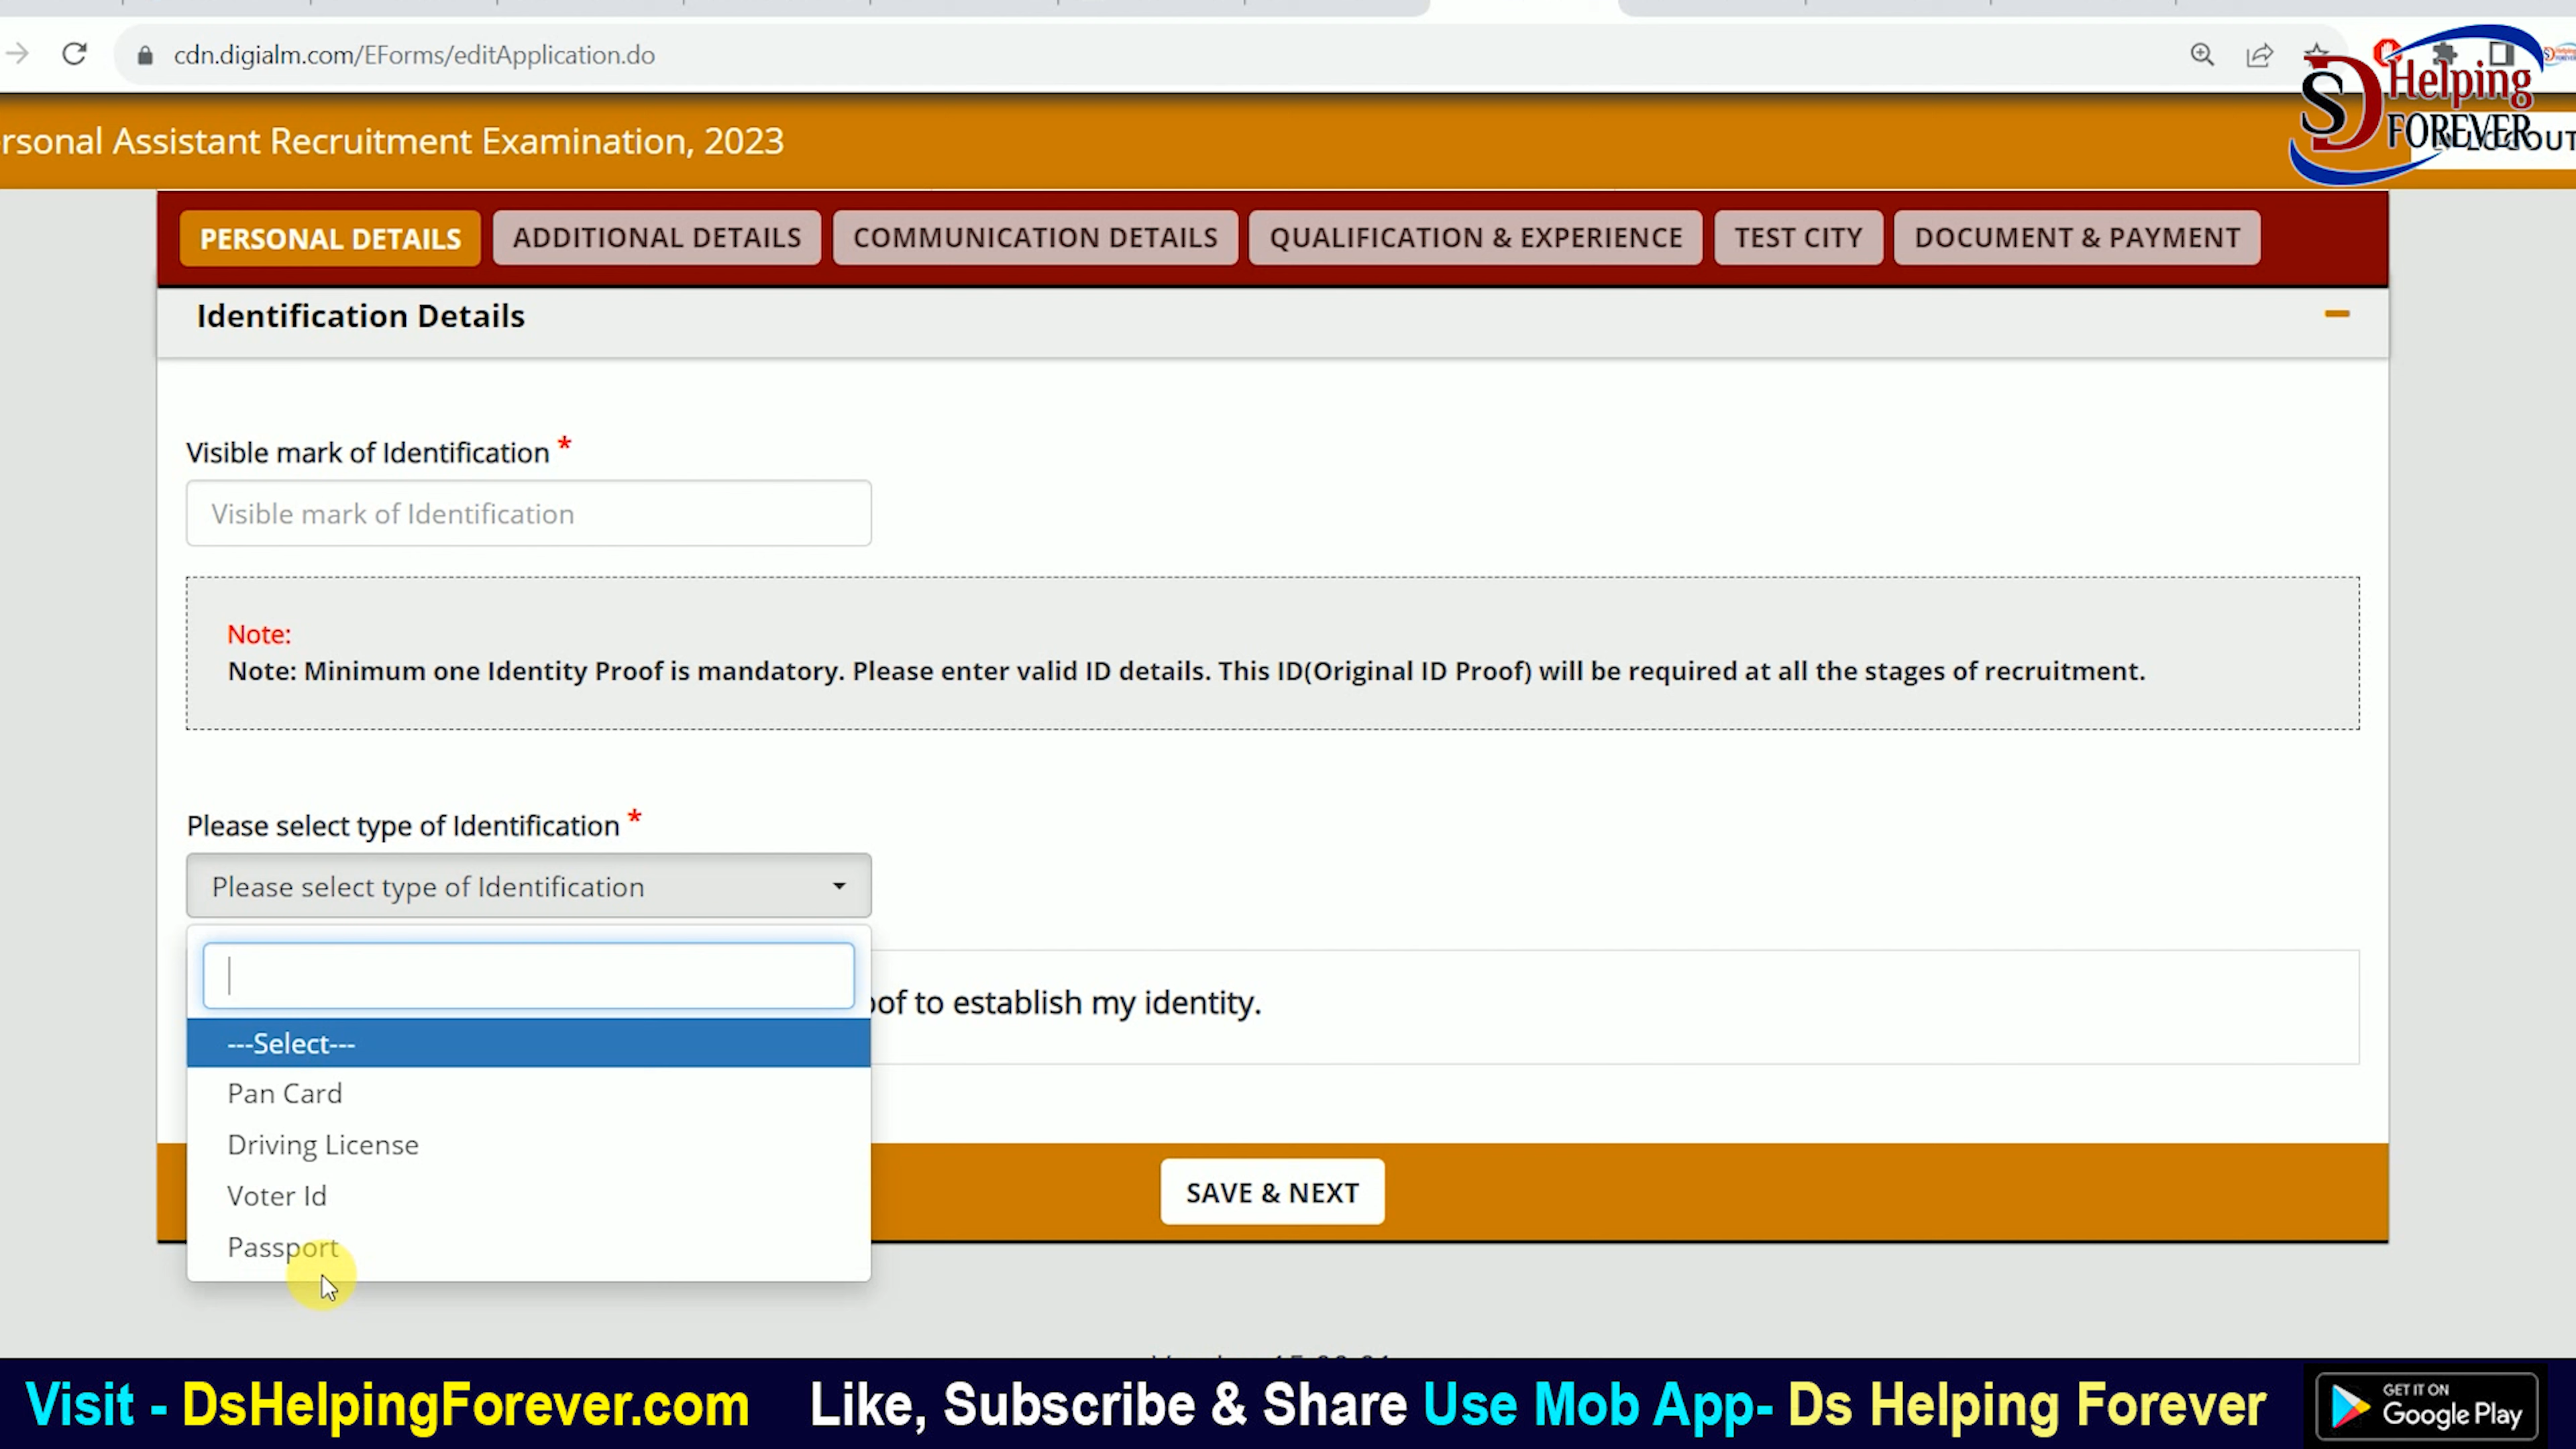 cdn.digialm.com/EForms/editApplication.do
SD Helping FOREVER
rsonal Assistant Recruitment Examination, 2023
LOGOUT
PERSONAL DETAILS
ADDITIONAL DETAILS
COMMUNICATION DETAILS
QUALIFICATION & EXPERIENCE
TEST CITY
DOCUMENT & PAYMENT
Identification Details
Visible mark of Identification *
Visible mark of Identification
Note:
Note: Minimum one Identity Proof is mandatory. Please enter valid ID details. This ID(Original ID Proof) will be required at all the stages of recruitment.
Please select type of Identification *
Please select type of Identification
oof to establish my identity.
---Select---
Pan Card
Driving License
Voter Id
Passport
SAVE & NEXT
Visit - DsHelpingForever.com Like, Subscribe & Share Use Mob App- Ds Helping Forever
GET IT ON
Google Play